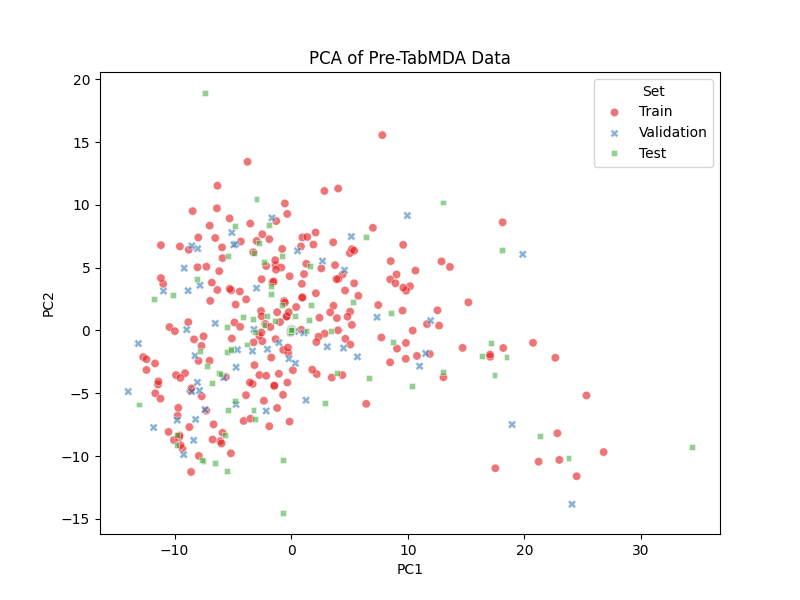 PCA of Pre-TabMDA Data
Set
Train
Validation
Test
20
15
10
5
0
−5
−10
−15
PC2
−10
0
10
20
30
PC1